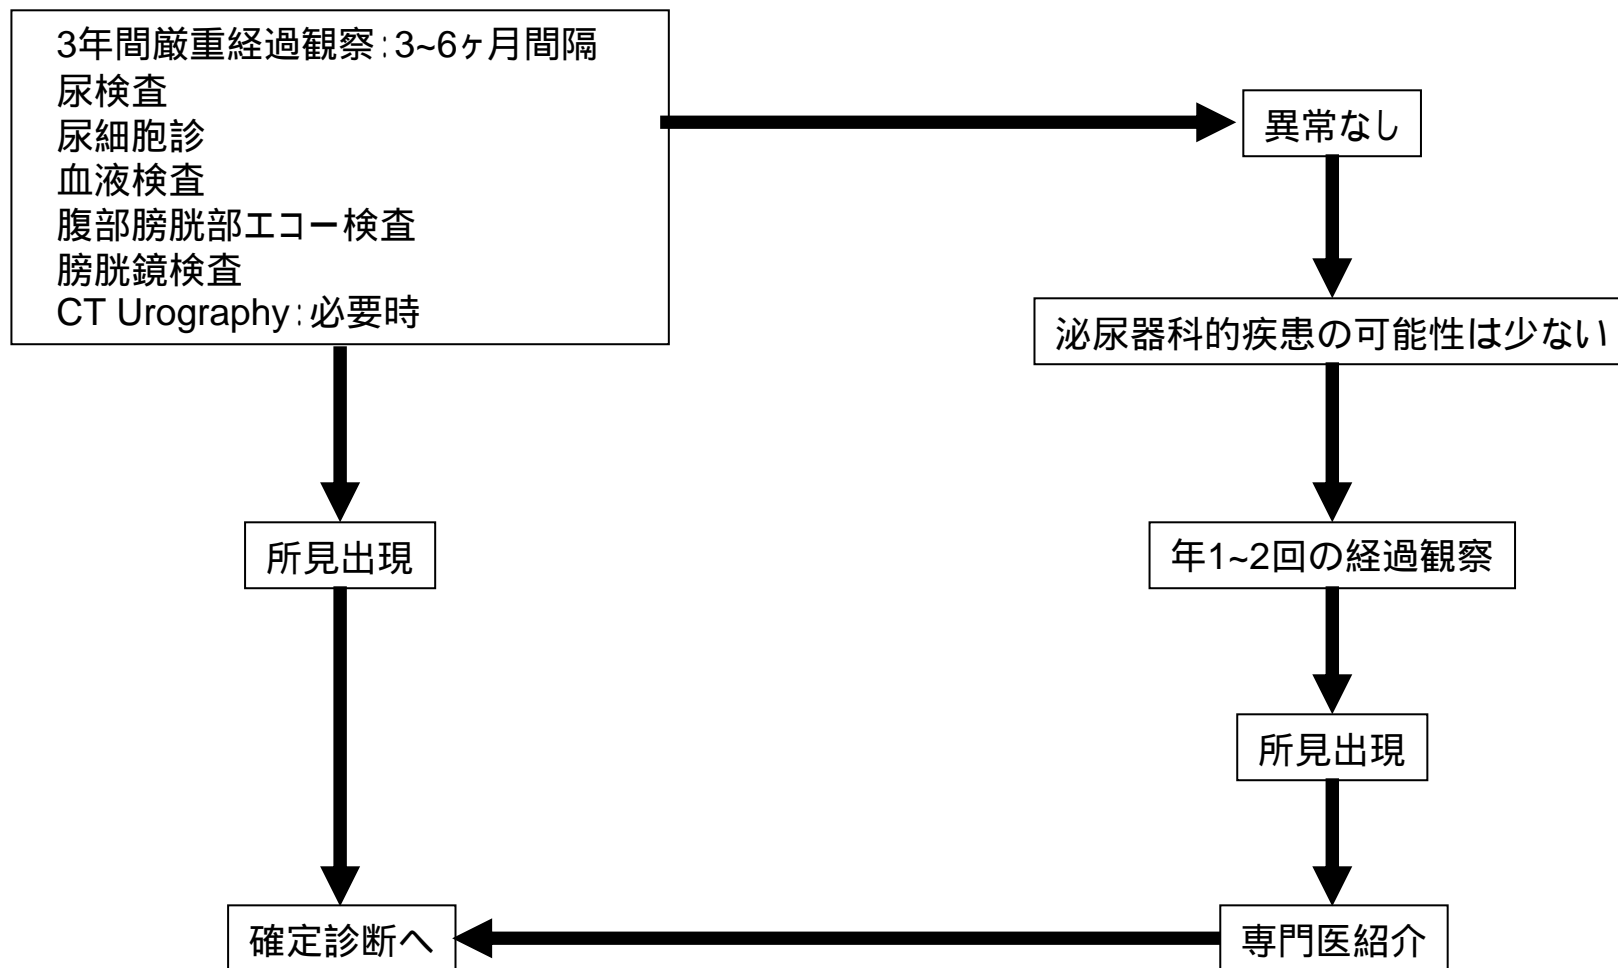 3年間厳重経過観察：3~6ヶ月間隔
尿検査
尿細胞診
血液検査
腹部膀胱部エコー検査
膀胱鏡検査
CT Urography：必要時
異常なし
泌尿器科的疾患の可能性は少ない
所見出現
年1~2回の経過観察
所見出現
確定診断へ
専門医紹介